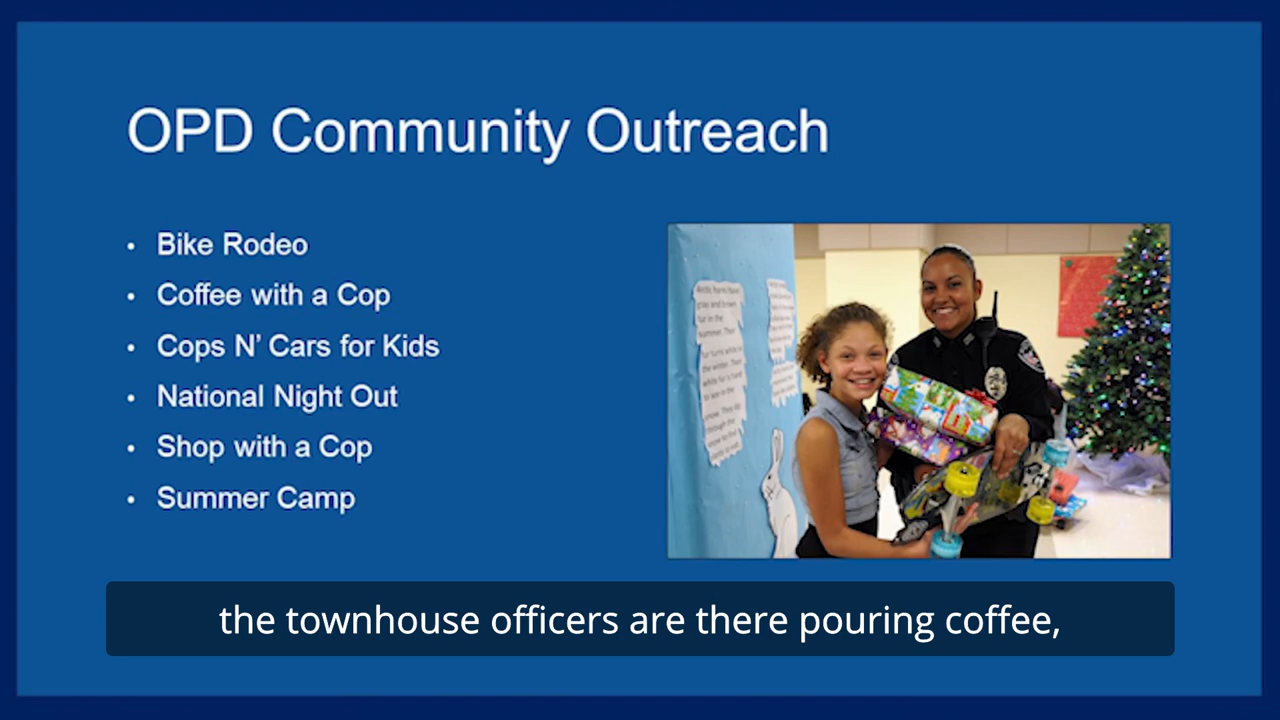 OPD Community Outreach
• Bike Rodeo
• Coffee with a Cop
• Cops N’ Cars for Kids
• National Night Out
• Shop with a Cop
• Summer Camp
the townhouse officers are there pouring coffee,